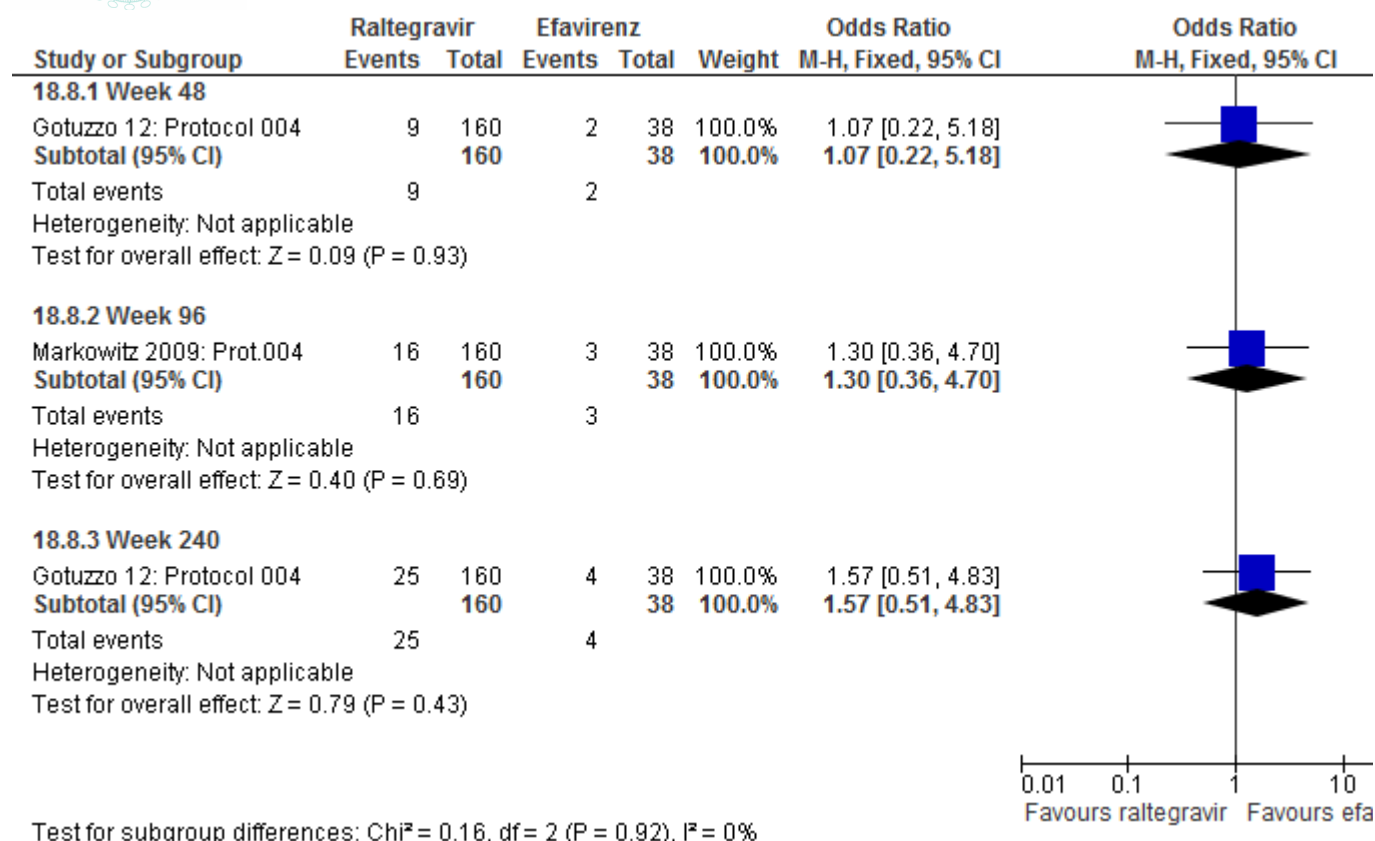 Raltegravir Efavirenz Odds Ratio Odds Ratio
Study or Subgroup Events Total Events Total Weight M-H, Fixed, 95% CI M-H, Fixed, 95% CI
18.8.1 Week 48
Gotuzzo 12: Protocol 004 9 160 2 38 100.0% 1.07 [0.22, 5.18]
Subtotal (95% CI) 160 38 100.0% 1.07 [0.22, 5.18]
Total events 9 2
Heterogeneity: Not applicable
Test for overall effect: Z = 0.09 (P = 0.93)
18.8.2 Week 96
Markowitz 2009: Prot.004 16 160 3 38 100.0% 1.30 [0.36, 4.70]
Subtotal (95% CI) 160 38 100.0% 1.30 [0.36, 4.70]
Total events 16 3
Heterogeneity: Not applicable
Test for overall effect: Z = 0.40 (P = 0.69)
18.8.3 Week 240
Gotuzzo 12: Protocol 004 25 160 4 38 100.0% 1.57 [0.51, 4.83]
Subtotal (95% CI) 160 38 100.0% 1.57 [0.51, 4.83]
Total events 25 4
Heterogeneity: Not applicable
Test for overall effect: Z = 0.79 (P = 0.43)
0.01 0.1 1 10
Favours raltegravir Favours efa
Test for subgroup differences: Chi² = 0.16, df = 2 (P = 0.92), I² = 0%